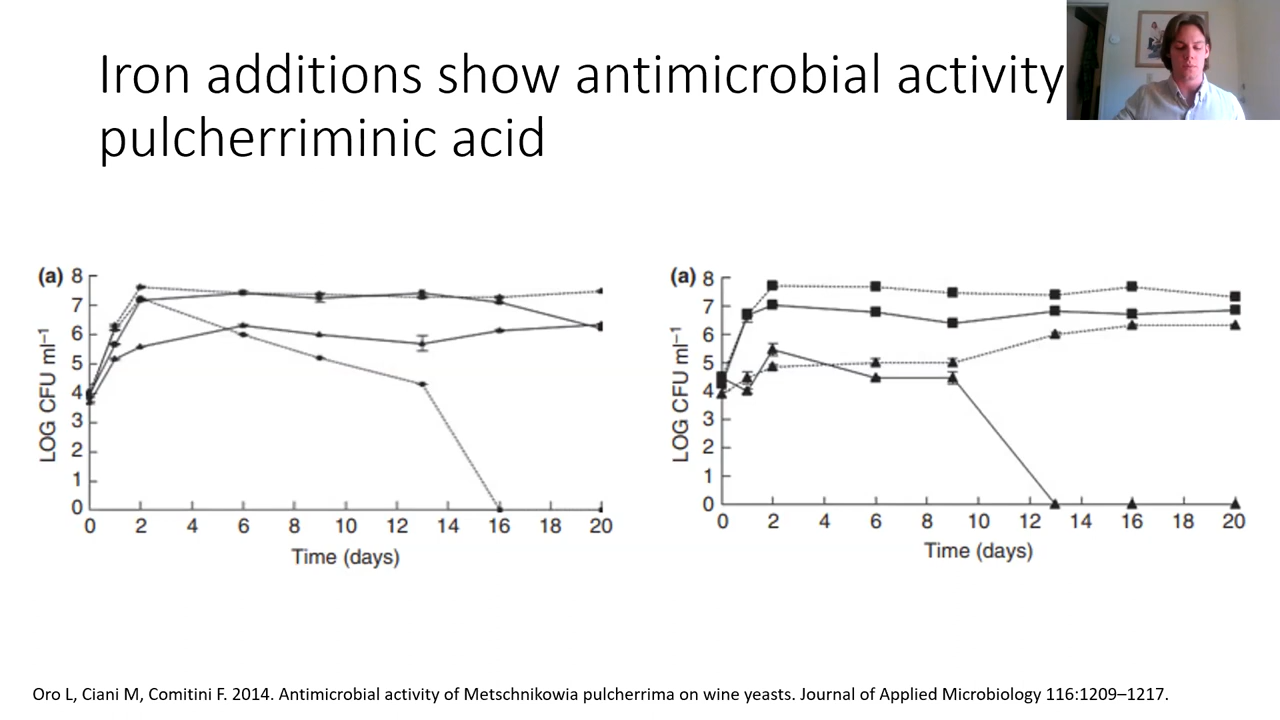 Iron additions show antimicrobial activity
pulcherriminic acid
(a)
8
7
6
5
4
3
2
1
0
LOG CFU ml⁻¹
0 2 4 6 8 10 12 14 16 18 20
Time (days)
(a)
8
7
6
5
4
3
2
1
0
LOG CFU ml⁻¹
0 2 4 6 8 10 12 14 16 18 20
Time (days)
Oro L, Ciani M, Comitini F. 2014. Antimicrobial activity of Metschnikowia pulcherrima on wine yeasts. Journal of Applied Microbiology 116:1209–1217.